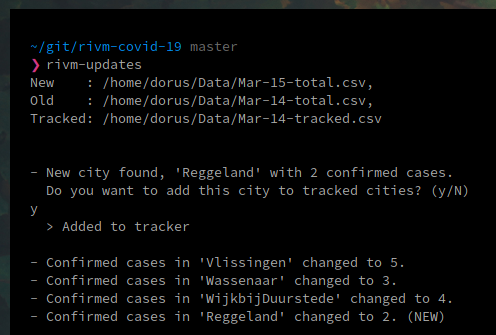 ~/git/rivm-covid-19 master
❯ rivm-updates
New    : /home/dorus/Data/Mar-15-total.csv,
Old    : /home/dorus/Data/Mar-14-total.csv,
Tracked: /home/dorus/Data/Mar-14-tracked.csv
- New city found, 'Reggeland' with 2 confirmed cases.
  Do you want to add this city to tracked cities? (y/N)
y
  > Added to tracker
- Confirmed cases in 'Vlissingen' changed to 5.
- Confirmed cases in 'Wassenaar' changed to 3.
- Confirmed cases in 'WijkbijDuurstede' changed to 4.
- Confirmed cases in 'Reggeland' changed to 2. (NEW)